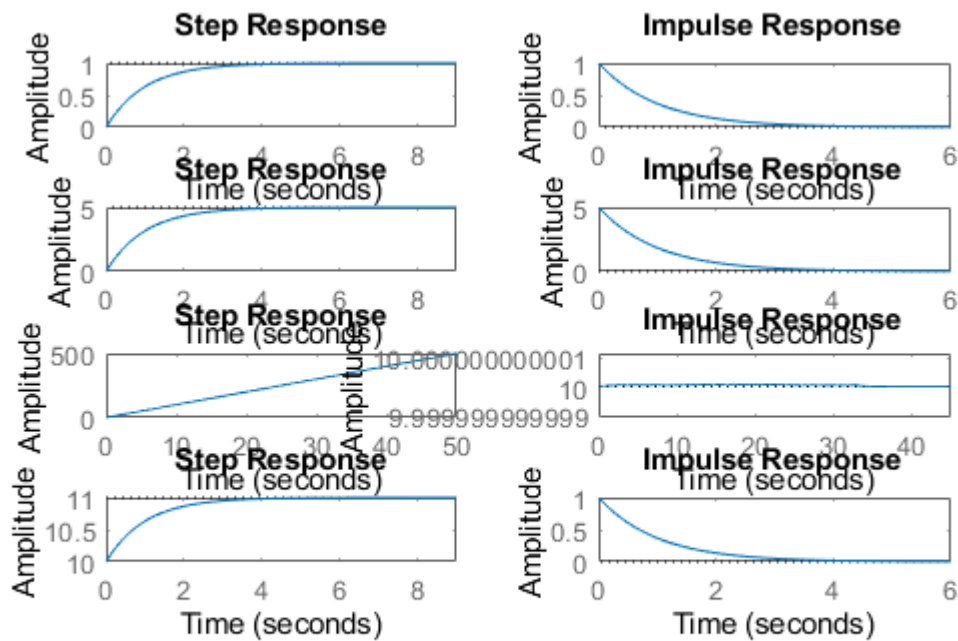 Step Response
Impulse Response
Amplitude
1
0.5
0
0 2 4 6 8
Time (seconds)
Amplitude
1
0.5
0
0 2 4 6
Time (seconds)
Step Response
Impulse Response
Amplitude
5
0
0 2 4 6 8
Time (seconds)
Amplitude
5
0
0 2 4 6
Time (seconds)
Step Response
Impulse Response
Amplitude
500
0
0 10 20 30 40 50
Time (seconds)
Amplitude
10.000000000001
10
9.999999999999
0 10 20 30 40
Time (seconds)
Step Response
Impulse Response
Amplitude
11
10.5
10
0 2 4 6 8
Time (seconds)
Amplitude
1
0.5
0
0 2 4 6
Time (seconds)